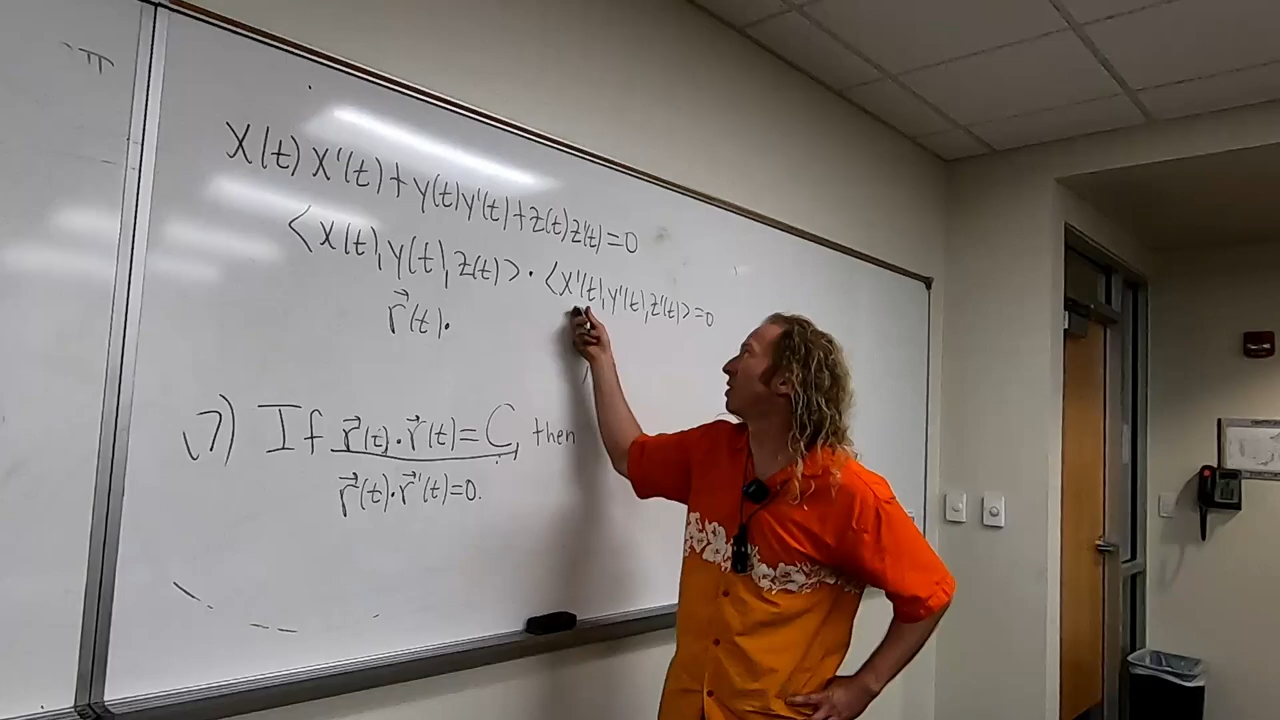 π
X(t) X'(t) + y(t) y'(t) + z(t) z'(t) = 0
<X(t), y(t), z(t)> · <X'(t), y'(t), z'(t)> = 0
r⃗(t) ·
7) If r⃗(t) · r⃗(t) = C, then
r⃗(t) · r⃗'(t) = 0.